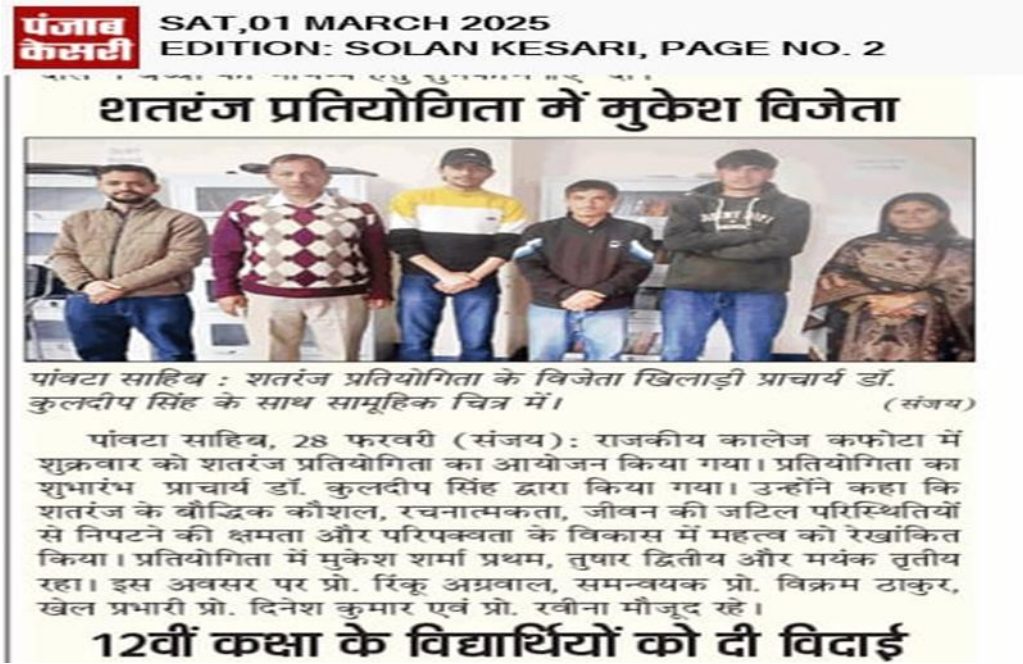 पंजाब
केसरी
SAT,01 MARCH 2025
EDITION: SOLAN KESARI, PAGE NO. 2
शतरंज प्रतियोगिता में मुकेश विजेता
पांवटा साहिब : शतरंज प्रतियोगिता के विजेता खिलाड़ी प्राचार्य डॉ.
कुलदीप सिंह के साथ सामूहिक चित्र में। (संजय)
पांवटा साहिब, 28 फरवरी (संजय): राजकीय कालेज कफोटा में
शुक्रवार को शतरंज प्रतियोगिता का आयोजन किया गया। प्रतियोगिता का
शुभारंभ प्राचार्य डॉ. कुलदीप सिंह द्वारा किया गया। उन्होंने कहा कि
शतरंज के बौद्धिक कौशल, रचनात्मकता, जीवन की जटिल परिस्थितियों
से निपटने की क्षमता और परिपक्वता के विकास में महत्व को रेखांकित
किया। प्रतियोगिता में मुकेश शर्मा प्रथम, तुषार द्वितीय और मयंक तृतीय
रहा। इस अवसर पर प्रो. रिंकू अग्रवाल, समन्वयक प्रो. विक्रम ठाकुर,
खेल प्रभारी प्रो. दिनेश कुमार एवं प्रो. रवीना मौजूद रहे।
12वीं कक्षा के विद्यार्थियों को दी विदाई